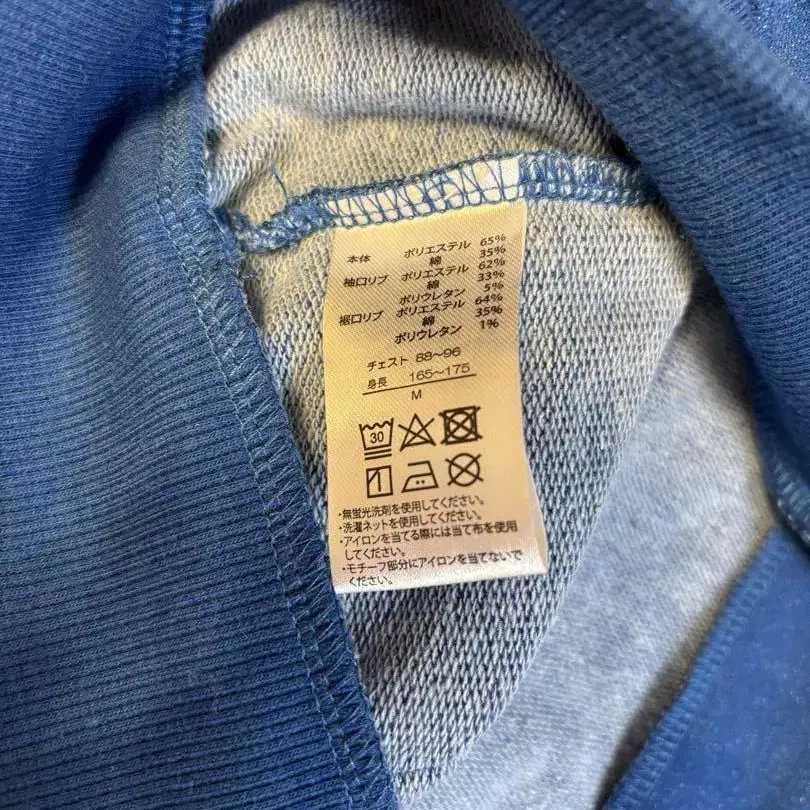 本体 ポリエステル 65%
綿 35%
袖口リブ ポリエステル 62%
綿 33%
ポリウレタン 5%
裾口リブ ポリエステル 64%
綿 35%
ポリウレタン 1%
チェスト 88~96
身長 165~175
M
30
・無蛍光洗剤を使用してください。
・洗濯ネットを使用してください。
・アイロンを当てる際には当て布を使用
してください。
・モチーフ部分にアイロンを当てないで
ください。